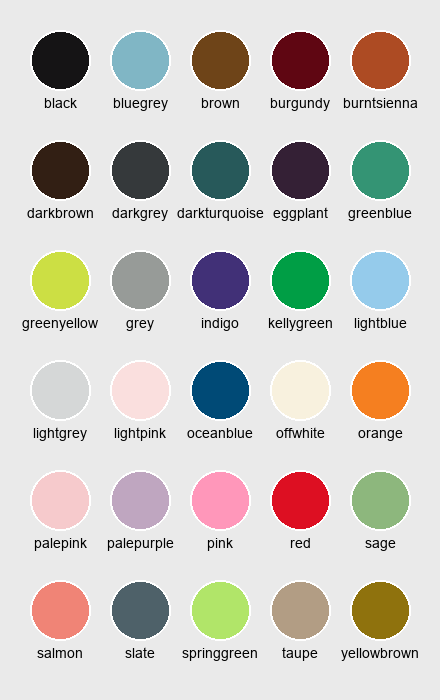 black bluegrey brown burgundy burntsienna
darkbrown darkgrey darkturquoise eggplant greenblue
greenyellow grey indigo kellygreen lightblue
lightgrey lightpink oceanblue offwhite orange
palepink palepurple pink red sage
salmon slate springgreen taupe yellowbrown